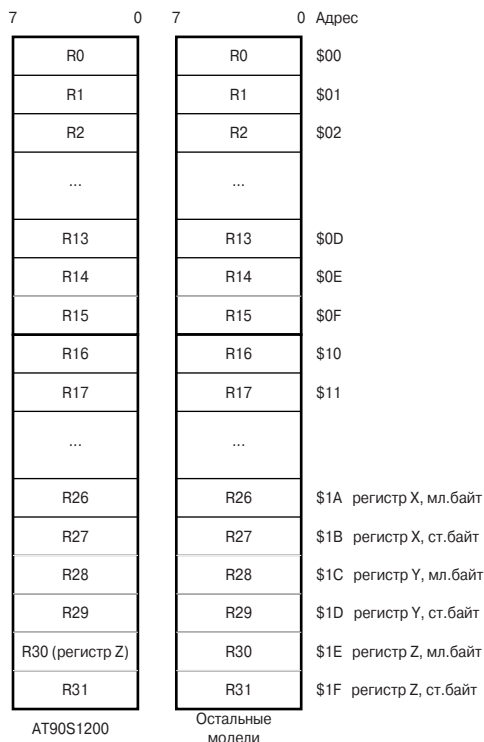 7 0 7 0 Адрес
R0 R0 $00
R1 R1 $01
R2 R2 $02
... ...
R13 R13 $0D
R14 R14 $0E
R15 R15 $0F
R16 R16 $10
R17 R17 $11
... ...
R26 R26 $1A регистр X, мл.байт
R27 R27 $1B регистр X, ст.байт
R28 R28 $1C регистр Y, мл.байт
R29 R29 $1D регистр Y, ст.байт
R30 (регистр Z) R30 $1E регистр Z, мл.байт
R31 R31 $1F регистр Z, ст.байт
AT90S1200 Остальные
модели